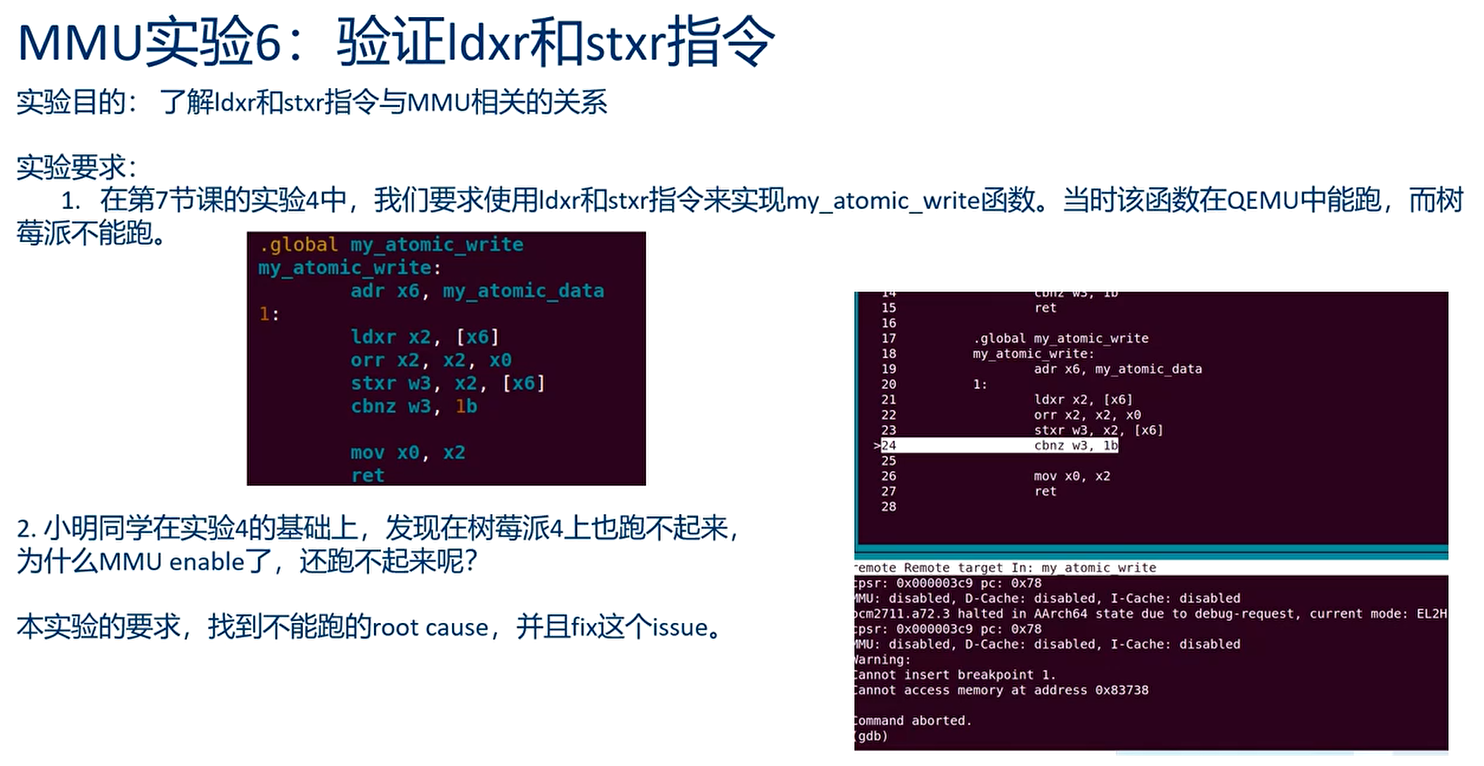 MMU实验6：验证ldxr和stxr指令
实验目的： 了解ldxr和stxr指令与MMU相关的关系
实验要求：
1. 在第7节课的实验4中，我们要求使用ldxr和stxr指令来实现my_atomic_write函数。当时该函数在QEMU中能跑，而树
莓派不能跑。
.global my_atomic_write
my_atomic_write:
adr x6, my_atomic_data
1:
ldxr x2, [x6]
orr x2, x2, x0
stxr w3, x2, [x6]
cbnz w3, 1b
mov x0, x2
ret
14 cbnz w3, 1b
15 ret
16
17 .global my_atomic_write
18 my_atomic_write:
19 adr x6, my_atomic_data
20 1:
21 ldxr x2, [x6]
22 orr x2, x2, x0
23 stxr w3, x2, [x6]
>24 cbnz w3, 1b
25
26 mov x0, x2
27 ret
28
remote Remote target In: my_atomic_write
cpsr: 0x000003c9 pc: 0x78
MMU: disabled, D-Cache: disabled, I-Cache: disabled
bcm2711.a72.3 halted in AArch64 state due to debug-request, current mode: EL2H
cpsr: 0x000003c9 pc: 0x78
MMU: disabled, D-Cache: disabled, I-Cache: disabled
Warning:
Cannot insert breakpoint 1.
Cannot access memory at address 0x83738
Command aborted.
(gdb)
2. 小明同学在实验4的基础上，发现在树莓派4上也跑不起来，
为什么MMU enable了，还跑不起来呢？
本实验的要求，找到不能跑的root cause，并且fix这个issue。